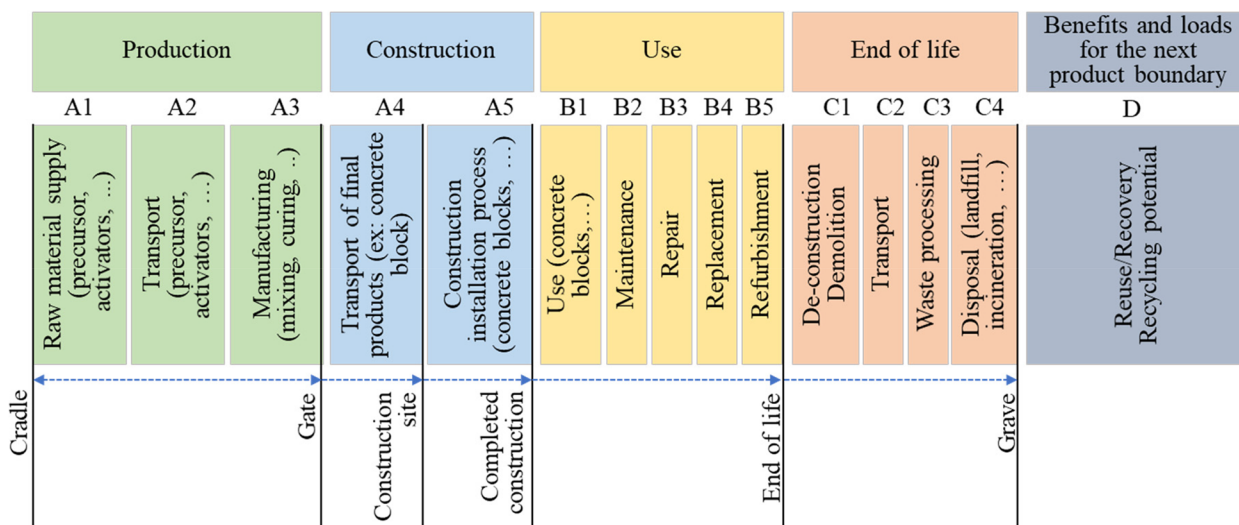 Production
Construction
Use
End of life
Benefits and loads
for the next
product boundary
A1
A2
A3
A4
A5
B1
B2
B3
B4
B5
C1
C2
C3
C4
D
Raw material supply
(precursor,
activators, ...)
Transport
(precursor,
activators, …)
Manufacturing
(mixing, curing, ..)
Transport of final
products (ex: concrete
block)
Construction
installation process
(concrete blocks, …)
Use (concrete
blocks,…)
Maintenance
Repair
Replacement
Refurbishment
De-construction
Demolition
Transport
Waste processing
Disposal (landfill,
incineration, …)
Reuse/Recovery
Recycling potential
Cradle
Gate
Construction
site
Completed
construction
End of life
Grave